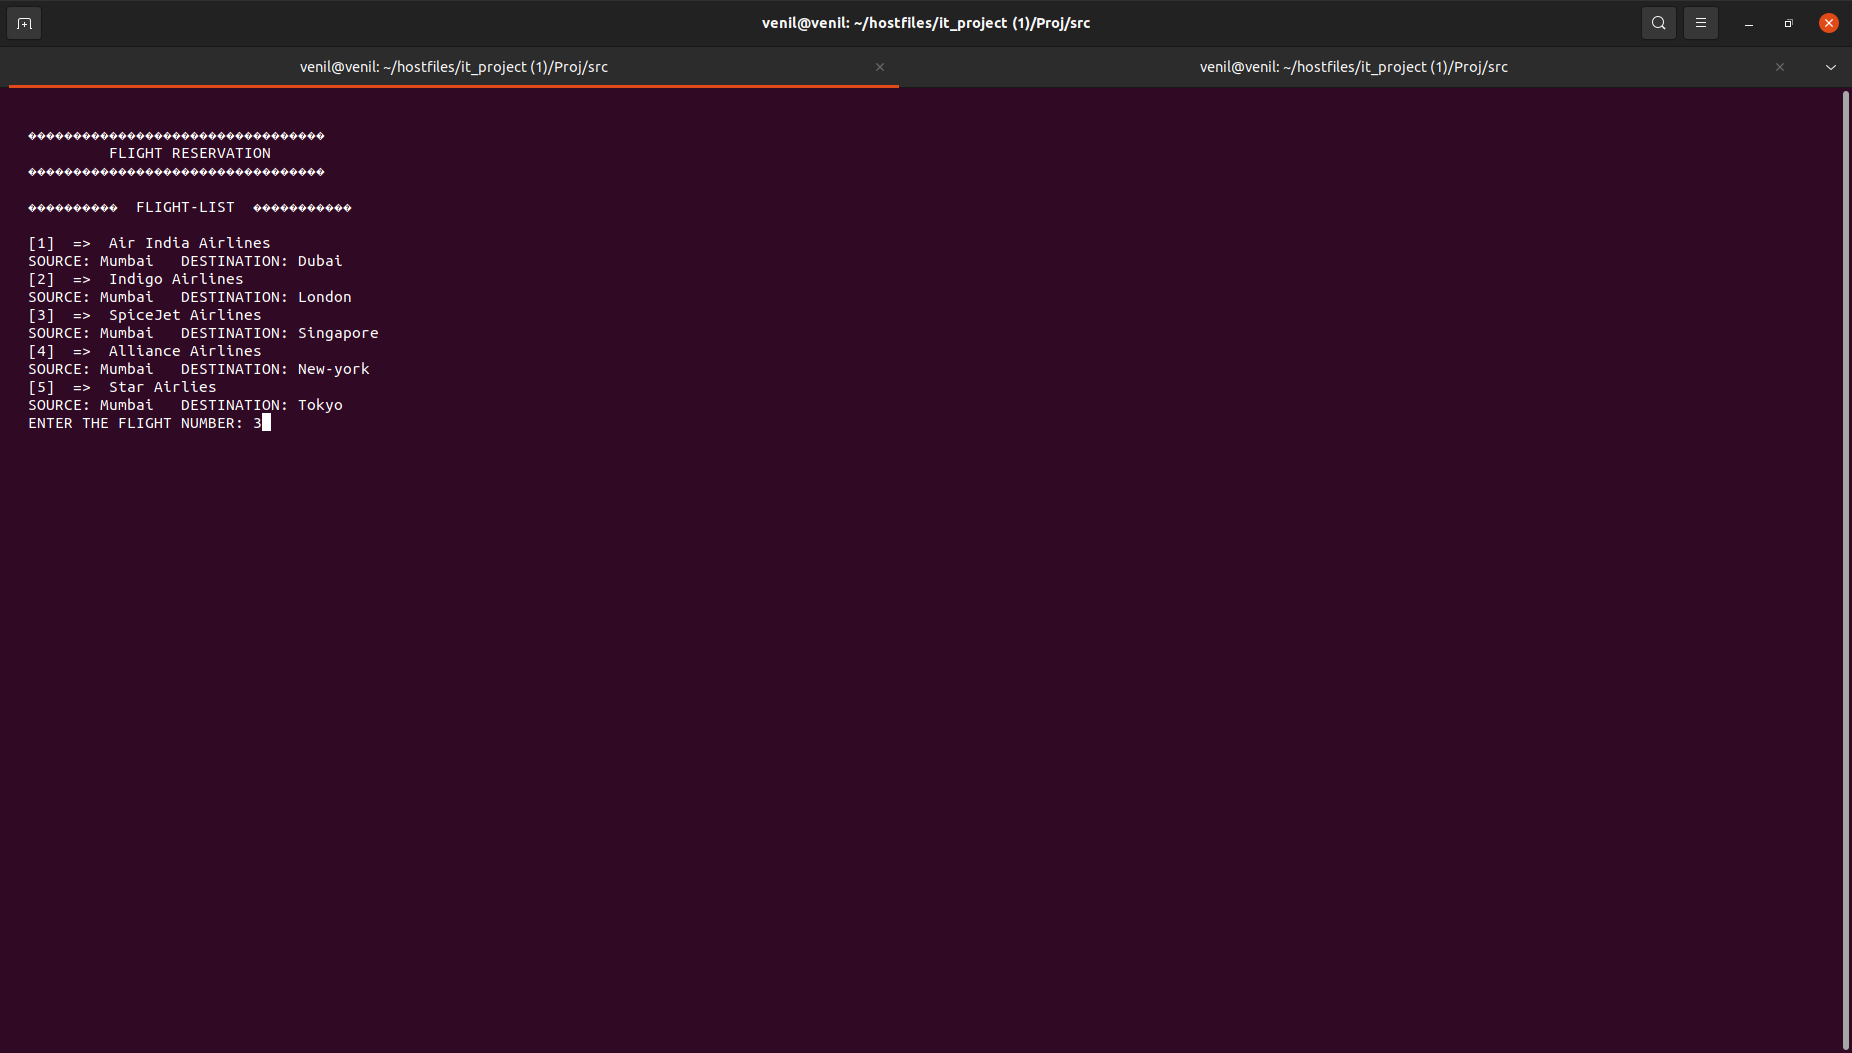 venil@venil: ~/hostfiles/it_project (1)/Proj/src
venil@venil: ~/hostfiles/it_project (1)/Proj/src
venil@venil: ~/hostfiles/it_project (1)/Proj/src
���������������������������������
FLIGHT RESERVATION
���������������������������������
���������� FLIGHT-LIST �����������
[1] => Air India Airlines
SOURCE: Mumbai DESTINATION: Dubai
[2] => Indigo Airlines
SOURCE: Mumbai DESTINATION: London
[3] => SpiceJet Airlines
SOURCE: Mumbai DESTINATION: Singapore
[4] => Alliance Airlines
SOURCE: Mumbai DESTINATION: New-york
[5] => Star Airlies
SOURCE: Mumbai DESTINATION: Tokyo
ENTER THE FLIGHT NUMBER: 3